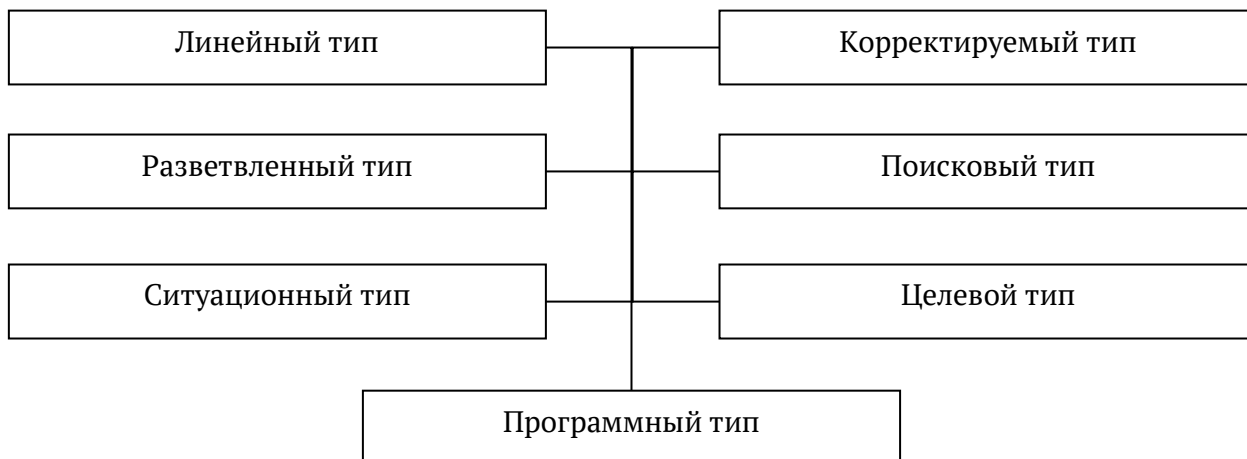 Линейный тип
Корректируемый тип
Разветвленный тип
Поисковый тип
Ситуационный тип
Целевой тип
Программный тип